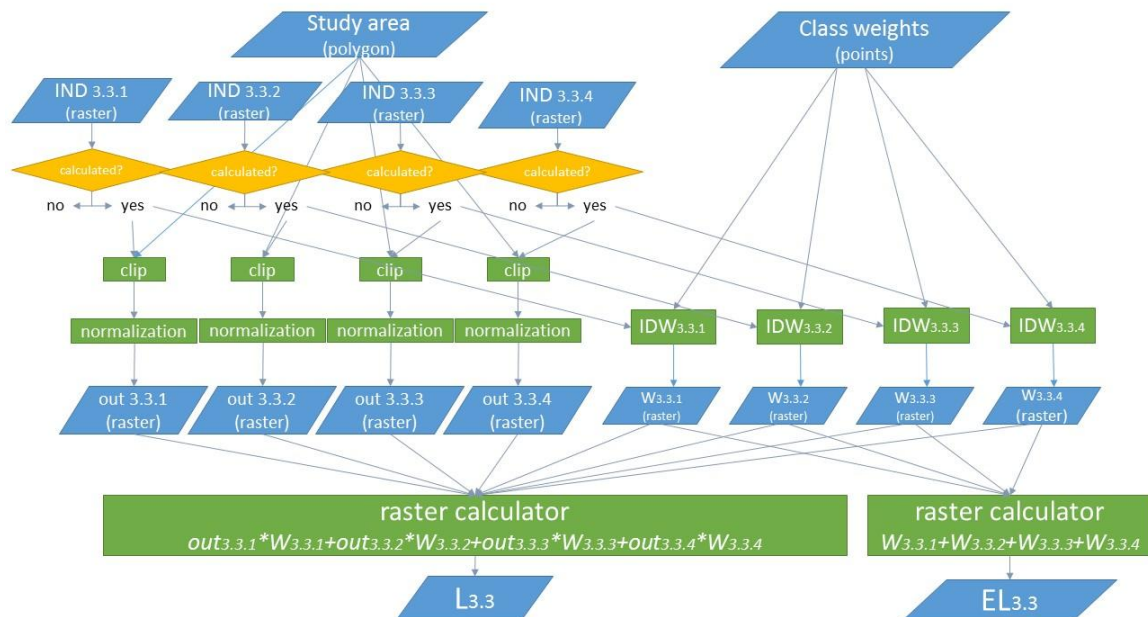 Study area
(polygon)
Class weights
(points)
IND 3.3.1
(raster)
IND 3.3.2
(raster)
IND 3.3.3
(raster)
IND 3.3.4
(raster)
calculated?
calculated?
calculated?
calculated?
no yes
no yes
no yes
no yes
clip
clip
clip
clip
normalization
normalization
normalization
normalization
IDW3.3.1
IDW3.3.2
IDW3.3.3
IDW3.3.4
out 3.3.1
(raster)
out 3.3.2
(raster)
out 3.3.3
(raster)
out 3.3.4
(raster)
W3.3.1
(raster)
W3.3.2
(raster)
W3.3.3
(raster)
W3.3.4
(raster)
raster calculator
out3.3.1*W3.3.1+out3.3.2*W3.3.2+out3.3.3*W3.3.3+out3.3.4*W3.3.4
raster calculator
W3.3.1+W3.3.2+W3.3.3+W3.3.4
L3.3
EL3.3